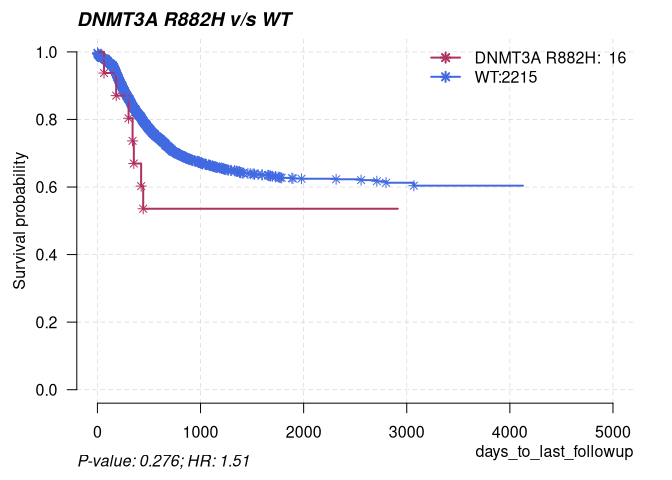 DNMT3A R882H v/s WT
DNMT3A R882H: 16
WT:2215
Survival probability
1.0
0.8
0.6
0.4
0.2
0.0
0 1000 2000 3000 4000 5000
days_to_last_followup
P-value: 0.276; HR: 1.51